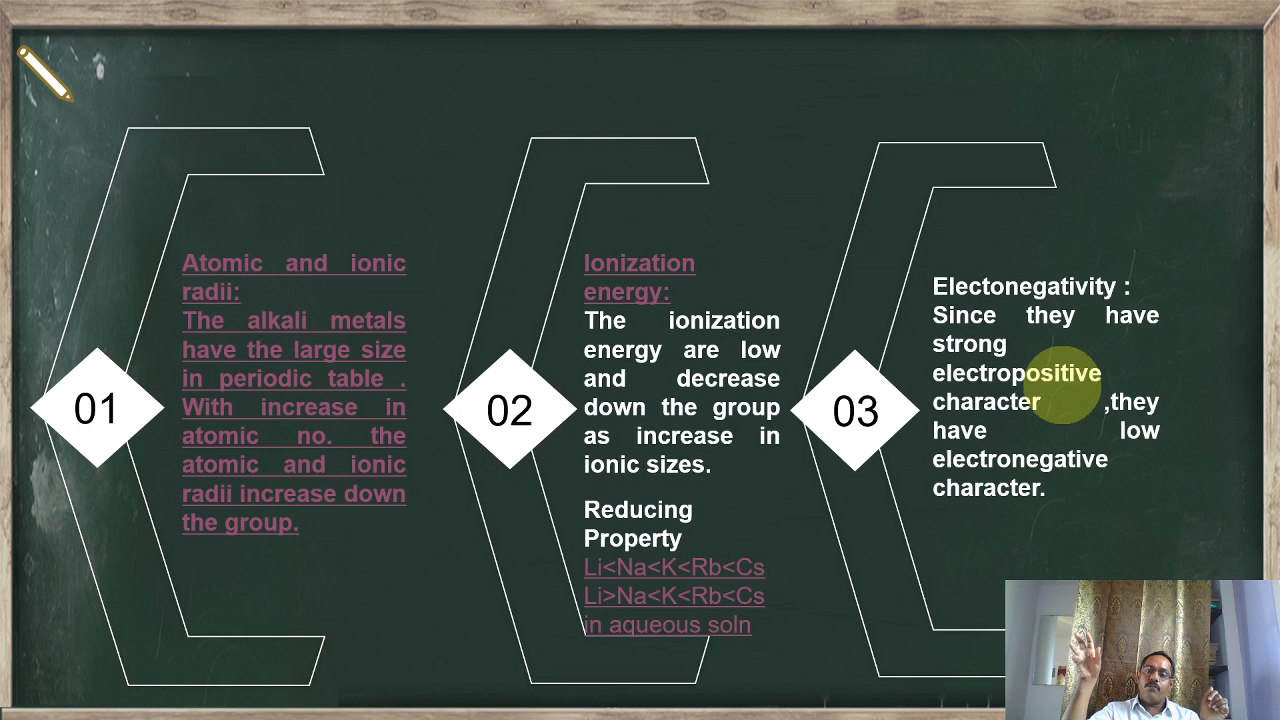 01
Atomic and ionic
radii:
The alkali metals
have the large size
in periodic table .
With increase in
atomic no. the
atomic and ionic
radii increase down
the group.
02
Ionization
energy:
The ionization
energy are low
and decrease
down the group
as increase in
ionic sizes.
Reducing
Property
Li<Na<K<Rb<Cs
Li>Na<K<Rb<Cs
in aqueous soln
03
Electonegativity :
Since they have
strong
electropositive
character ,they
have low
electronegative
character.